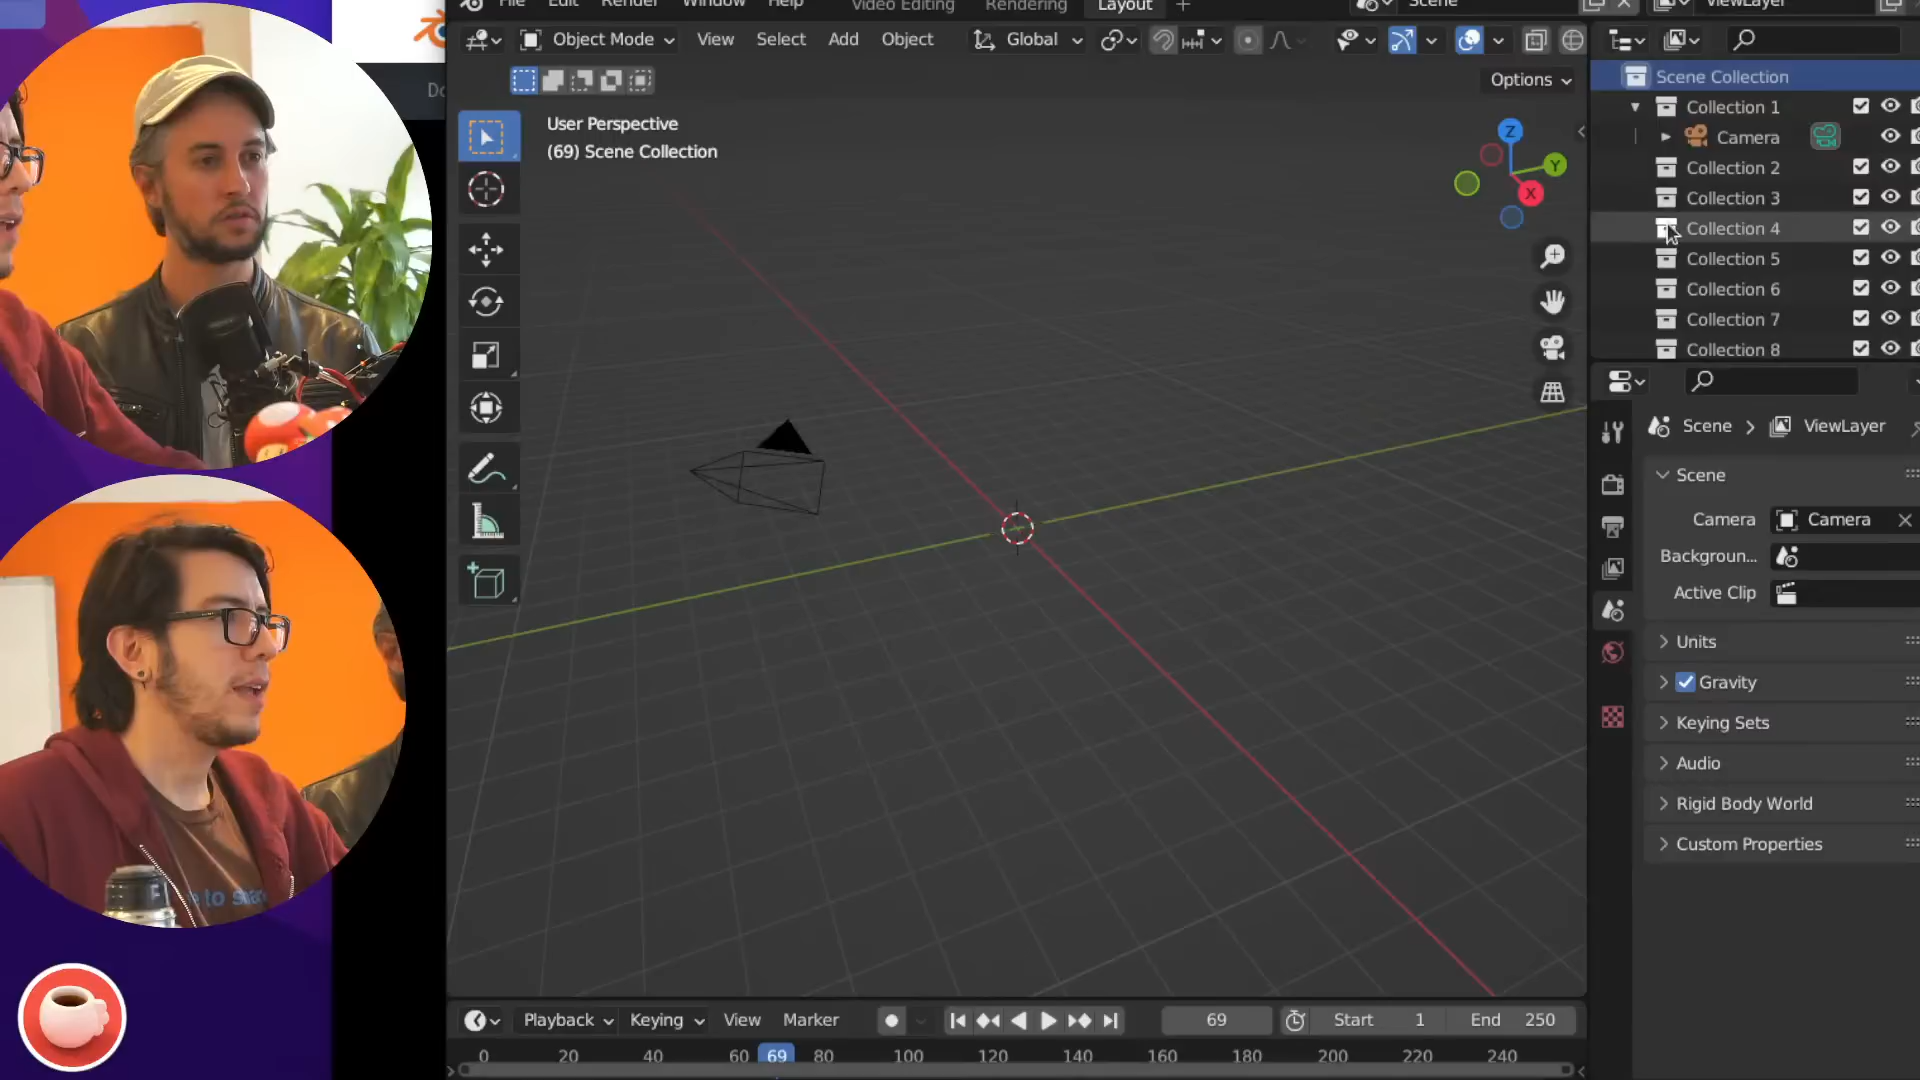 File Edit Render Window Help Video Editing Rendering Layout Scene ViewLayer
Do
Object Mode View Select Add Object Global
Options
User Perspective
(69) Scene Collection
Z
Y
X
Scene Collection
Collection 1
Camera
Collection 2
Collection 3
Collection 4
Collection 5
Collection 6
Collection 7
Collection 8
Scene ViewLayer
Scene
Camera Camera
Backgroun...
Active Clip
Units
Gravity
Keying Sets
Audio
Rigid Body World
Custom Properties
to
Playback Keying View Marker 69 Start 1 End 250
0 20 40 60 69 80 100 120 140 160 180 200 220 240